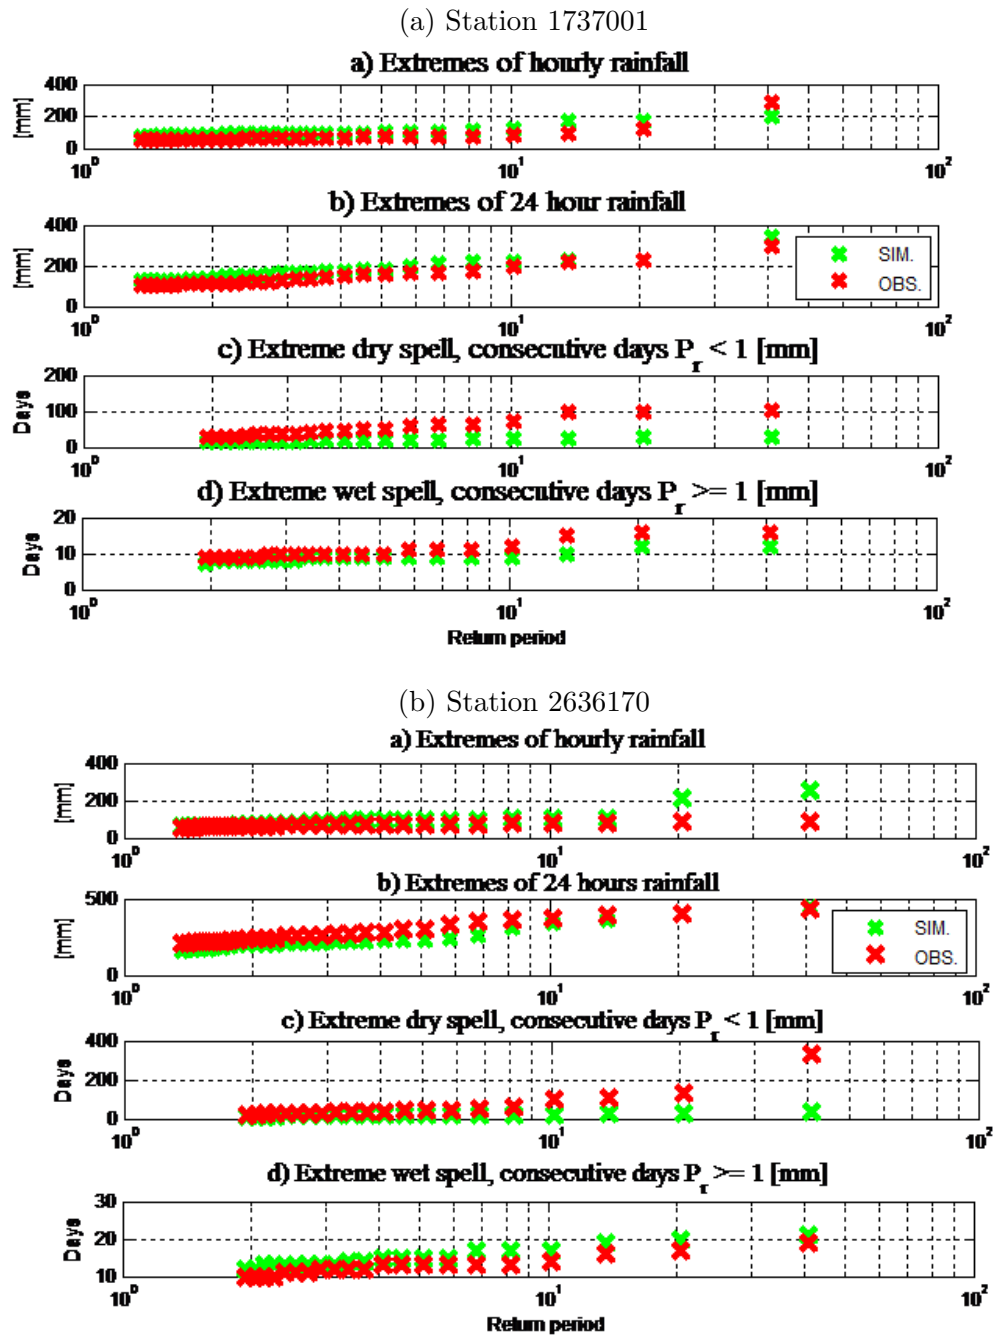 (a) Station 1737001
a) Extremes of hourly rainfall
400
200
0
[mm]
10^0
10^1
10^2
b) Extremes of 24 hour rainfall
400
200
0
[mm]
SIM.
OBS.
10^0
10^1
10^2
c) Extreme dry spell, consecutive days P_r < 1 [mm]
200
100
0
Days
10^0
10^1
10^2
d) Extreme wet spell, consecutive days P_r >= 1 [mm]
20
10
0
Days
10^0
10^1
10^2
Return period
(b) Station 2636170
a) Extremes of hourly rainfall
400
200
0
[mm]
10^0
10^1
10^2
b) Extremes of 24 hours rainfall
500
0
[mm]
SIM.
OBS.
10^0
10^1
10^2
c) Extreme dry spell, consecutive days P_r < 1 [mm]
400
200
0
Days
10^0
10^1
10^2
d) Extreme wet spell, consecutive days P_r >= 1 [mm]
30
20
10
Days
10^0
10^1
10^2
Return period